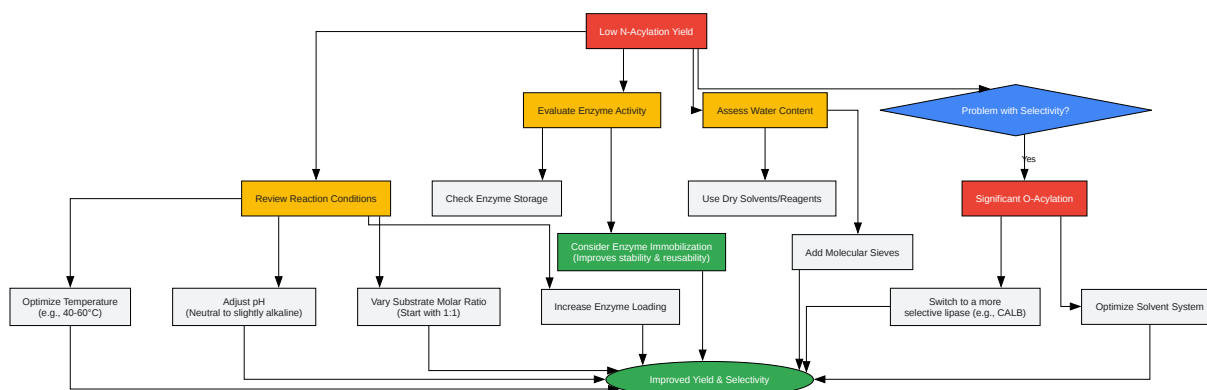 Low N-Acylation Yield
Evaluate Enzyme Activity
Assess Water Content
Problem with Selectivity?
Yes
Review Reaction Conditions
Check Enzyme Storage
Use Dry Solvents/Reagents
Significant O-Acylation
Consider Enzyme Immobilization
(Improves stability & reusability)
Add Molecular Sieves
Optimize Temperature
(e.g., 40-60°C)
Adjust pH
(Neutral to slightly alkaline)
Vary Substrate Molar Ratio
(Start with 1:1)
Increase Enzyme Loading
Switch to a more
selective lipase (e.g., CALB)
Optimize Solvent System
Improved Yield & Selectivity